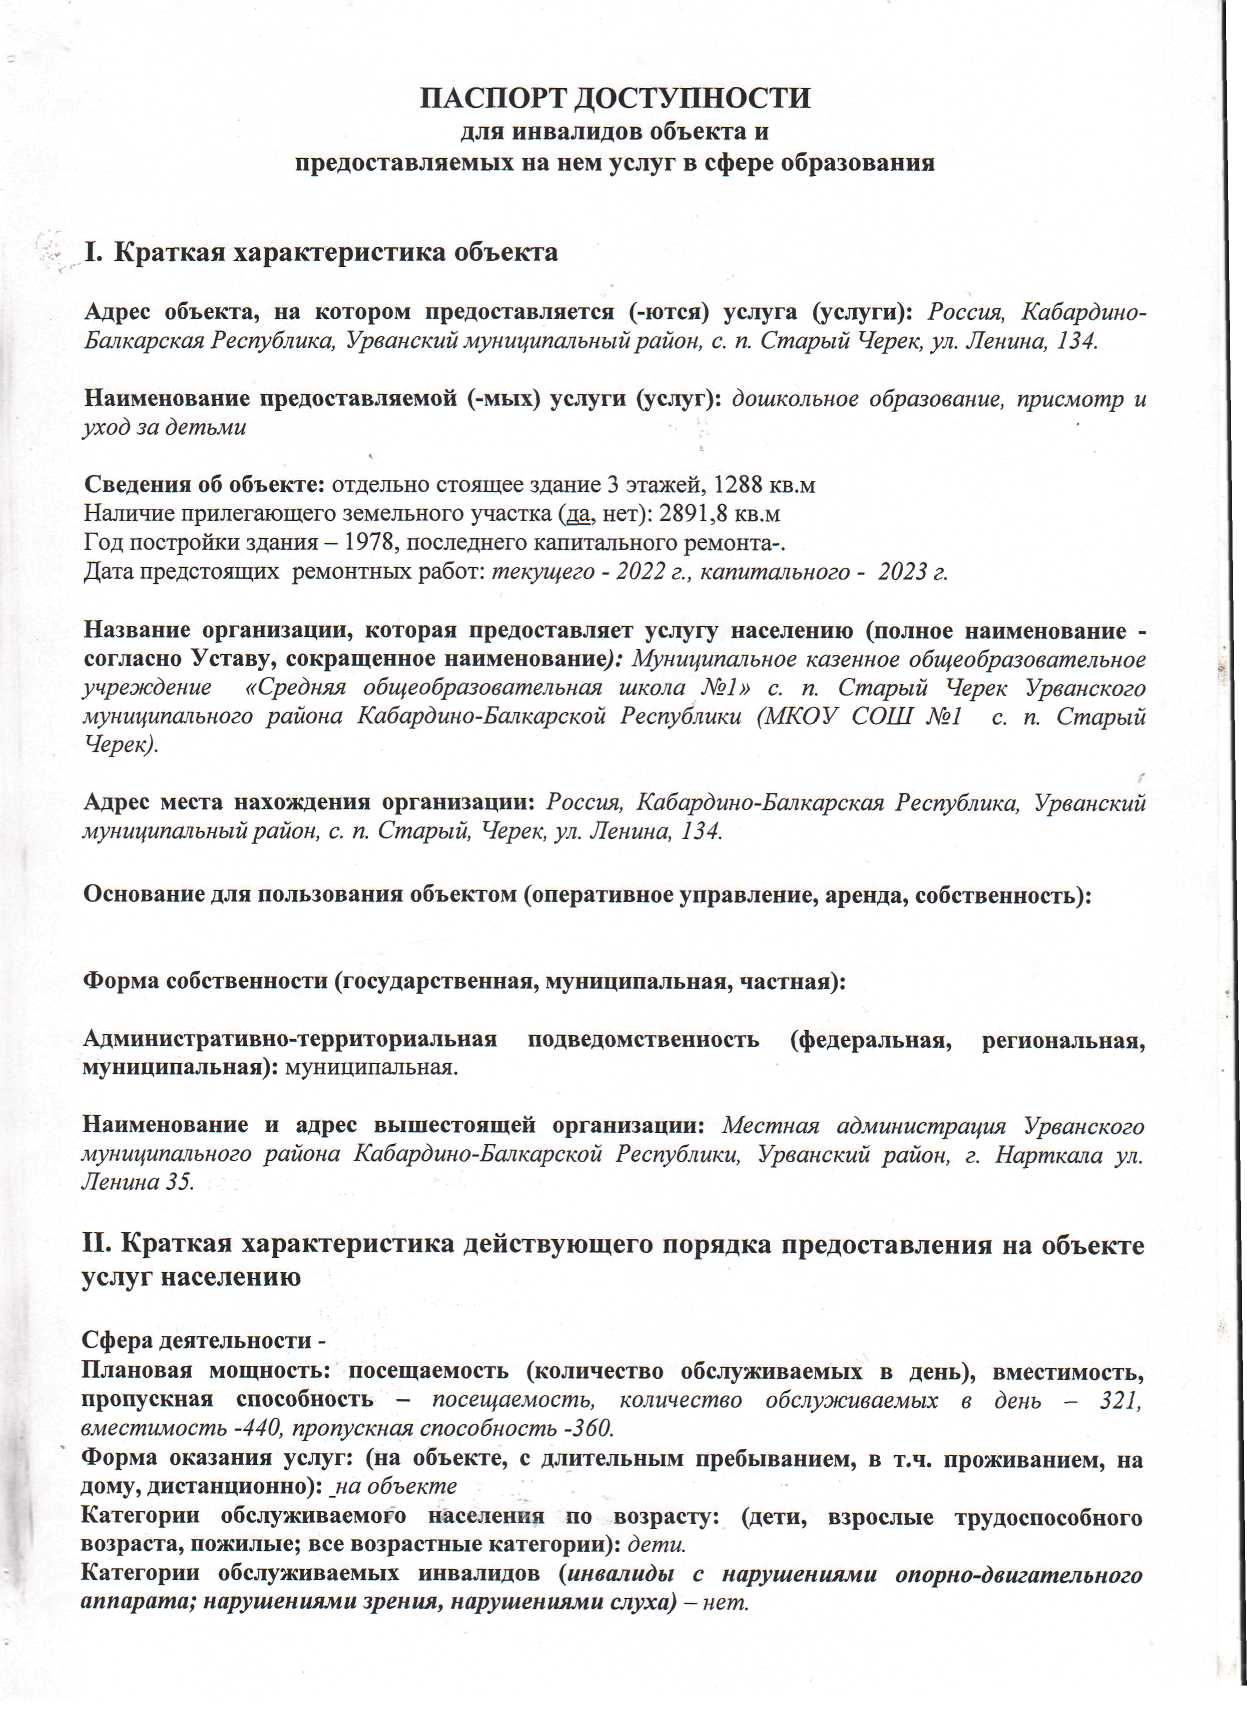 ПАСПОРТ ДОСТУПНОСТИ
для инвалидов объекта и
предоставляемых на нем услуг в сфере образования
I. Краткая характеристика объекта
Адрес объекта, на котором предоставляется (-ются) услуга (услуги): Россия, Кабардино-
Балкарская Республика, Урванский муниципальный район, с. п. Старый Черек, ул. Ленина, 134.
Наименование предоставляемой (-мых) услуги (услуг): дошкольное образование, присмотр и
уход за детьми
Сведения об объекте: отдельно стоящее здание 3 этажей, 1288 кв.м
Наличие прилегающего земельного участка (да, нет): 2891,8 кв.м
Год постройки здания – 1978, последнего капитального ремонта-.
Дата предстоящих ремонтных работ: текущего - 2022 г., капитального - 2023 г.
Название организации, которая предоставляет услугу населению (полное наименование -
согласно Уставу, сокращенное наименование): Муниципальное казенное общеобразовательное
учреждение «Средняя общеобразовательная школа №1» с. п. Старый Черек Урванского
муниципального района Кабардино-Балкарской Республики (МКОУ СОШ №1 с. п. Старый
Черек).
Адрес места нахождения организации: Россия, Кабардино-Балкарская Республика, Урванский
муниципальный район, с. п. Старый, Черек, ул. Ленина, 134.
Основание для пользования объектом (оперативное управление, аренда, собственность):
Форма собственности (государственная, муниципальная, частная):
Административно-территориальная подведомственность (федеральная, региональная,
муниципальная): муниципальная.
Наименование и адрес вышестоящей организации: Местная администрация Урванского
муниципального района Кабардино-Балкарской Республики, Урванский район, г. Нарткала ул.
Ленина 35.
II. Краткая характеристика действующего порядка предоставления на объекте
услуг населению
Сфера деятельности -
Плановая мощность: посещаемость (количество обслуживаемых в день), вместимость,
пропускная способность – посещаемость, количество обслуживаемых в день – 321,
вместимость -440, пропускная способность -360.
Форма оказания услуг: (на объекте, с длительным пребыванием, в т.ч. проживанием, на
дому, дистанционно): _на объекте
Категории обслуживаемого населения по возрасту: (дети, взрослые трудоспособного
возраста, пожилые; все возрастные категории): дети.
Категории обслуживаемых инвалидов (инвалиды с нарушениями опорно-двигательного
аппарата; нарушениями зрения, нарушениями слуха) – нет.